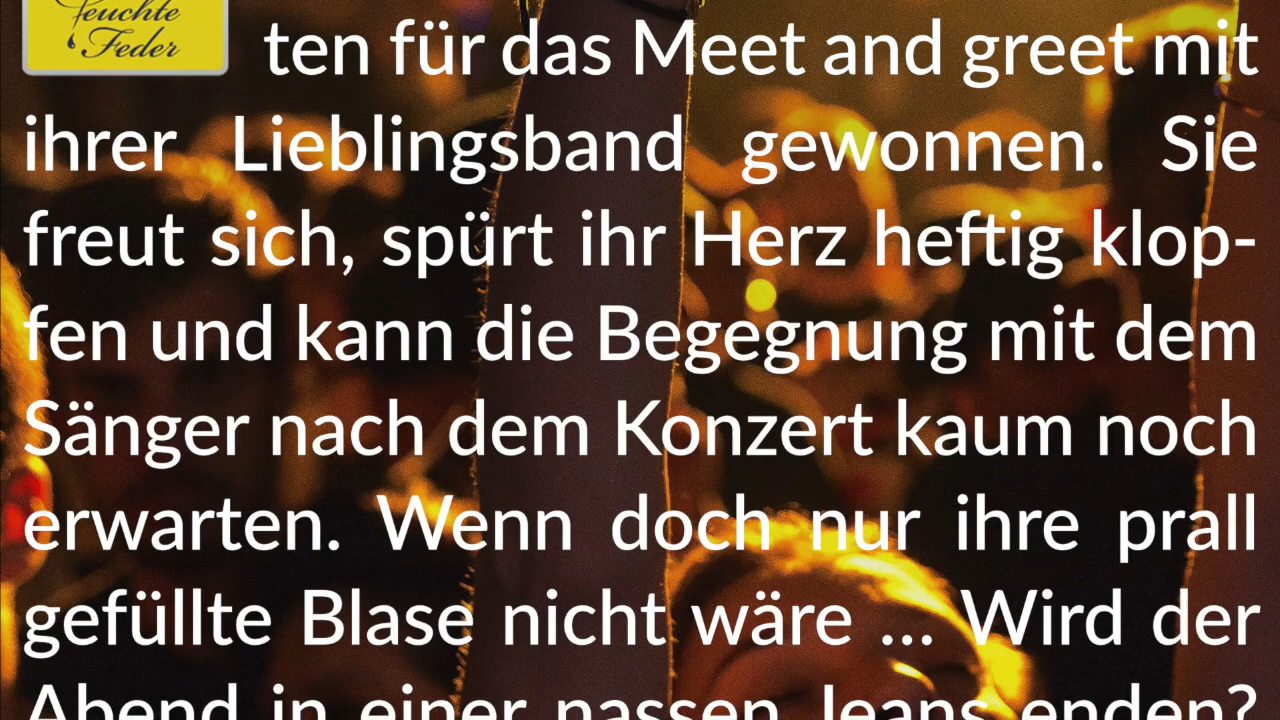 feuchte
Feder
ten für das Meet and greet mit
ihrer Lieblingsband gewonnen. Sie
freut sich, spürt ihr Herz heftig klop-
fen und kann die Begegnung mit dem
Sänger nach dem Konzert kaum noch
erwarten. Wenn doch nur ihre prall
gefüllte Blase nicht wäre ... Wird der
Abend in einer nassen Jeans enden?